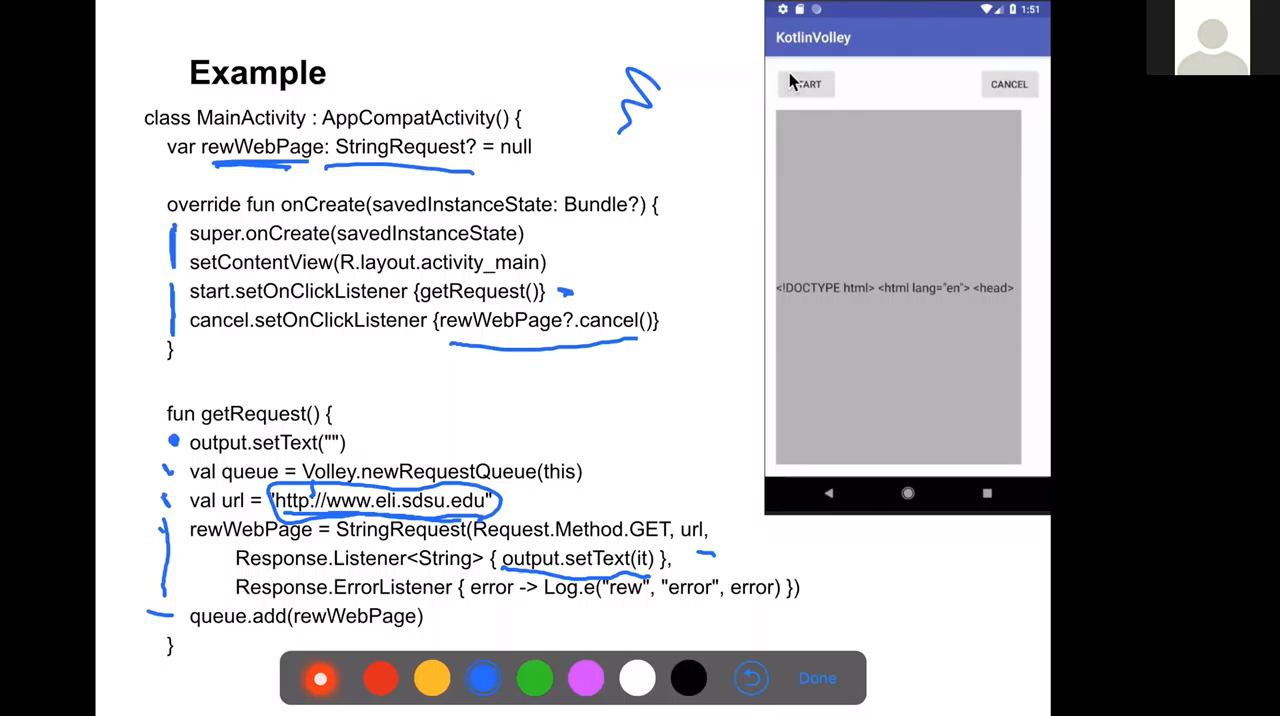 Example
class MainActivity : AppCompatActivity() {
var rewWebPage: StringRequest? = null
override fun onCreate(savedInstanceState: Bundle?) {
super.onCreate(savedInstanceState)
setContentView(R.layout.activity_main)
start.setOnClickListener {getRequest()}
cancel.setOnClickListener {rewWebPage?.cancel()}
}
fun getRequest() {
output.setText("")
val queue = Volley.newRequestQueue(this)
val url = "http://www.eli.sdsu.edu"
rewWebPage = StringRequest(Request.Method.GET, url,
Response.Listener<String> { output.setText(it) },
Response.ErrorListener { error -> Log.e("rew", "error", error) })
queue.add(rewWebPage)
}
1:51
KotlinVolley
START CANCEL
<!DOCTYPE html> <html lang="en"> <head>
Done